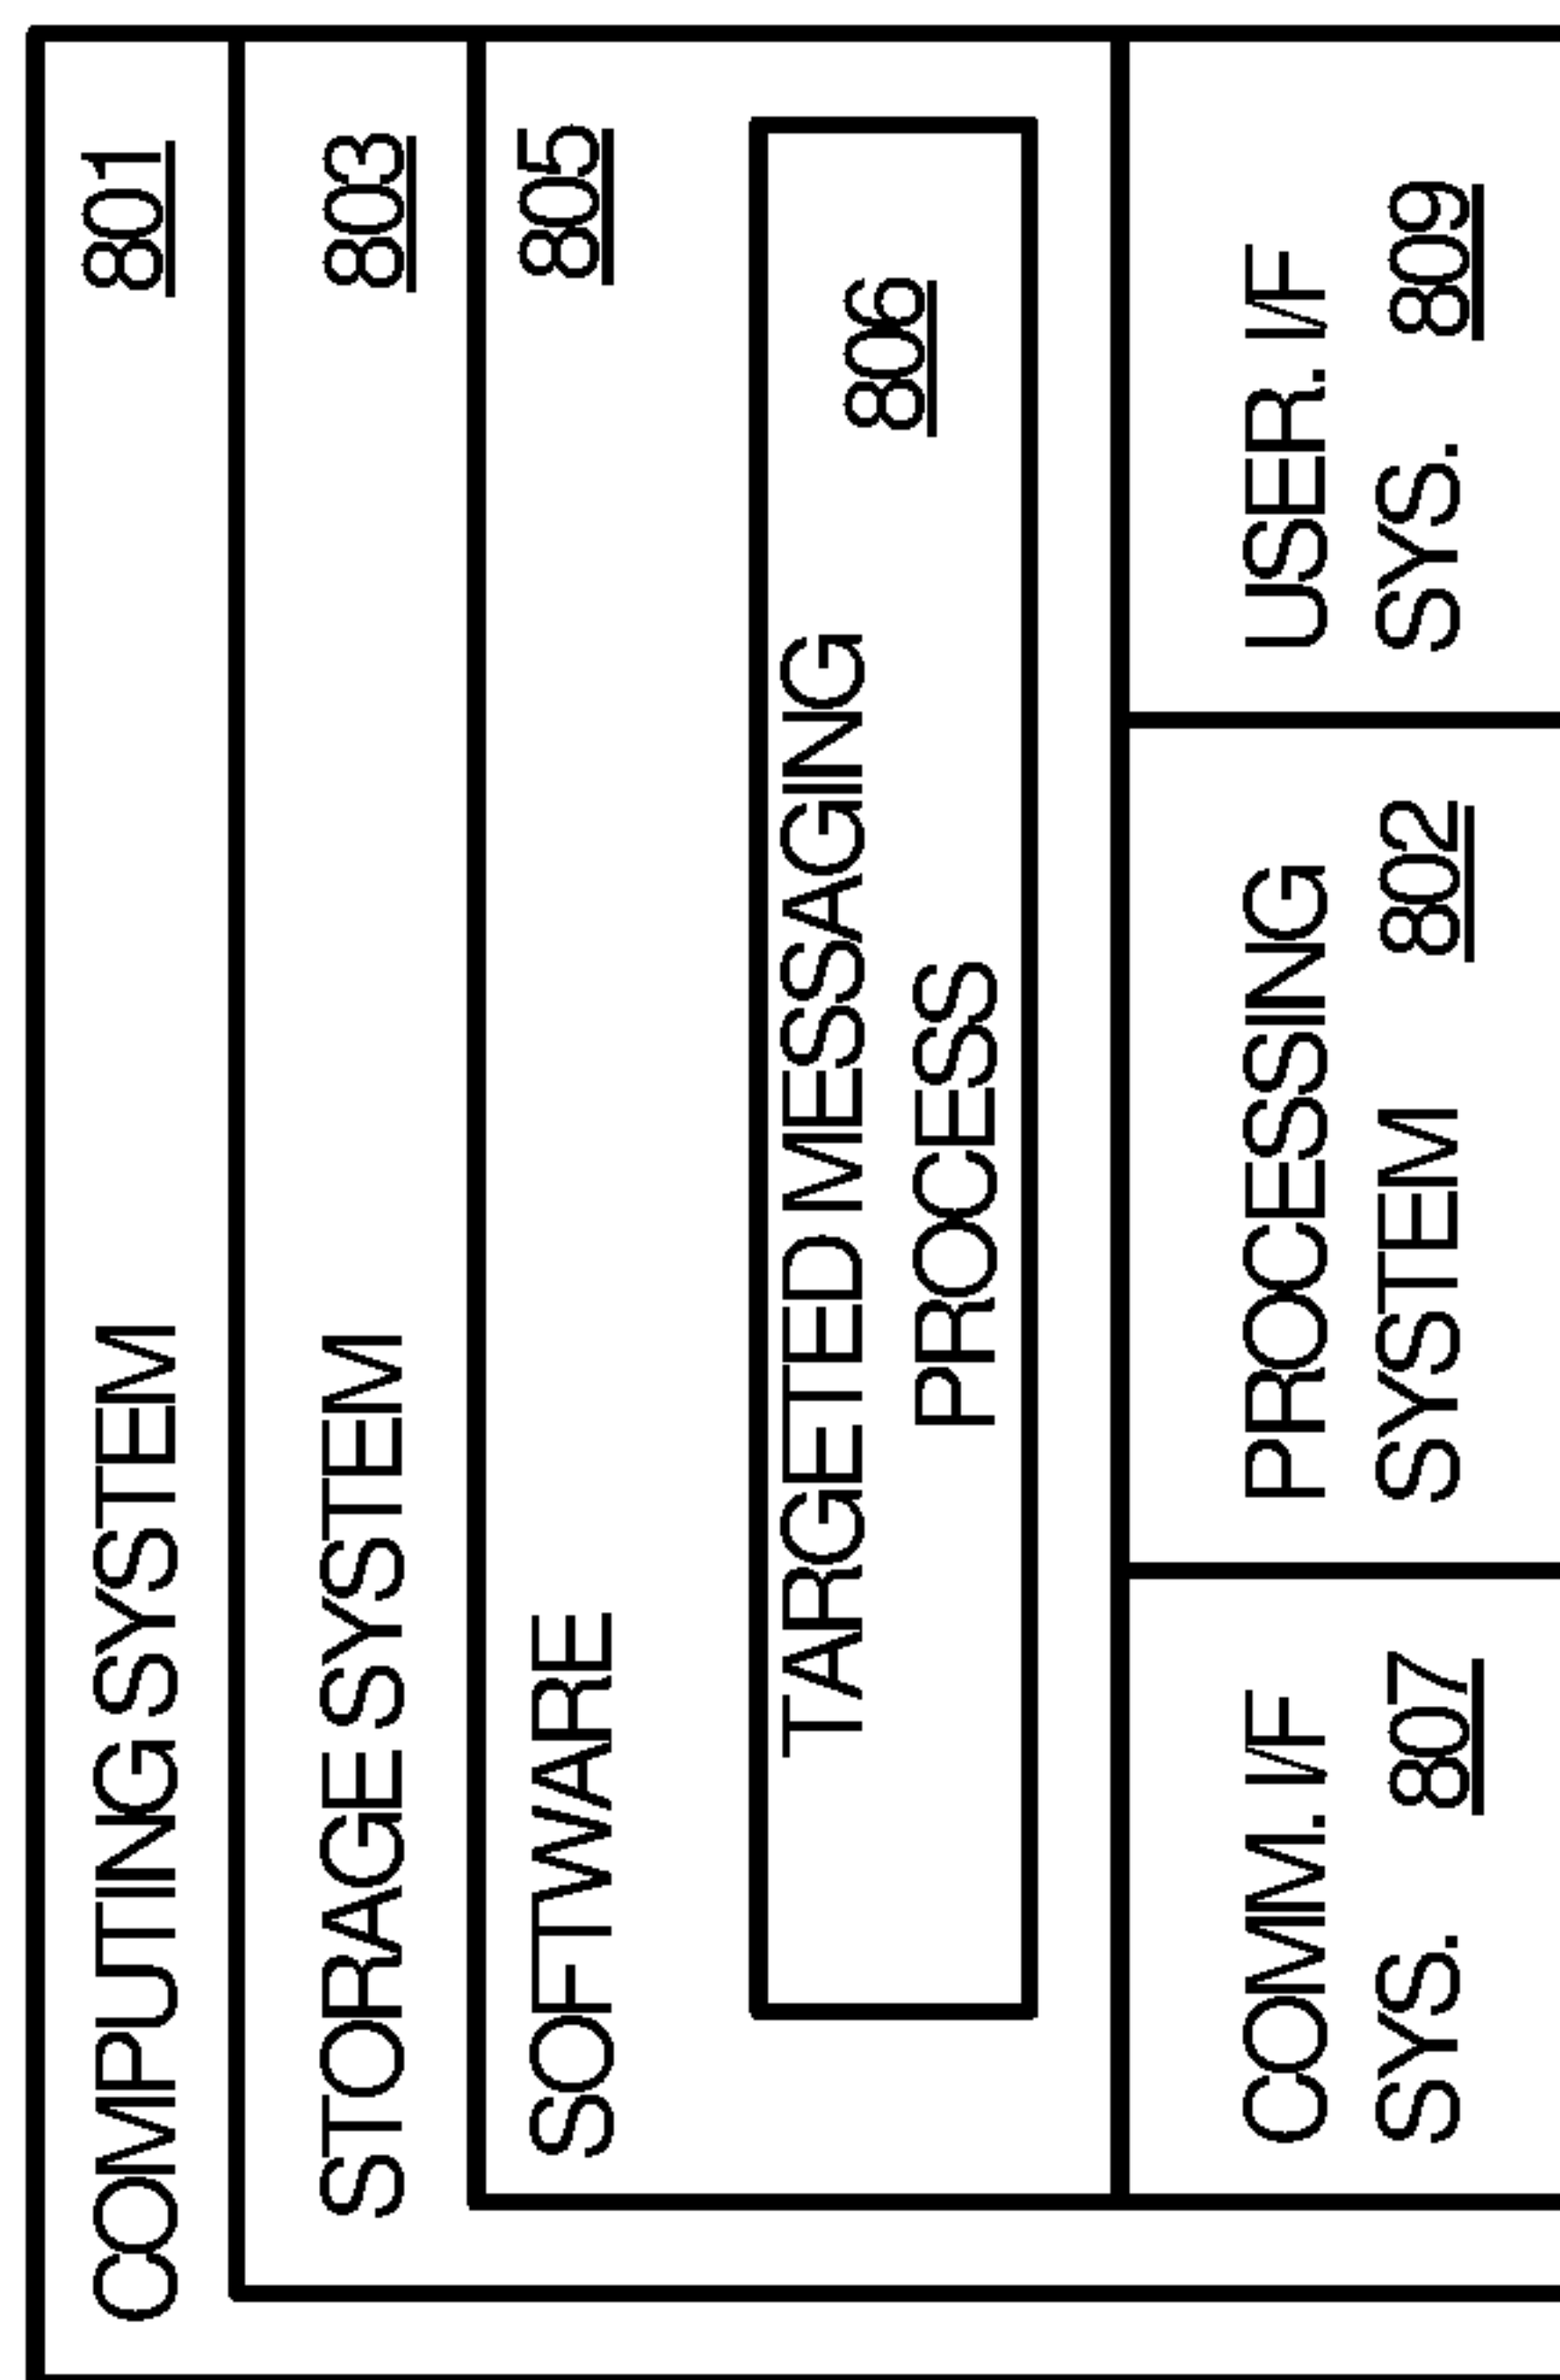 COMPUTING SYSTEM 801
STORAGE SYSTEM 803
SOFTWARE 805
TARGETED MESSAGING
PROCESS 806
COMM. I/F
SYS. 807
PROCESSING
SYSTEM 802
USER. I/F
SYS. 809